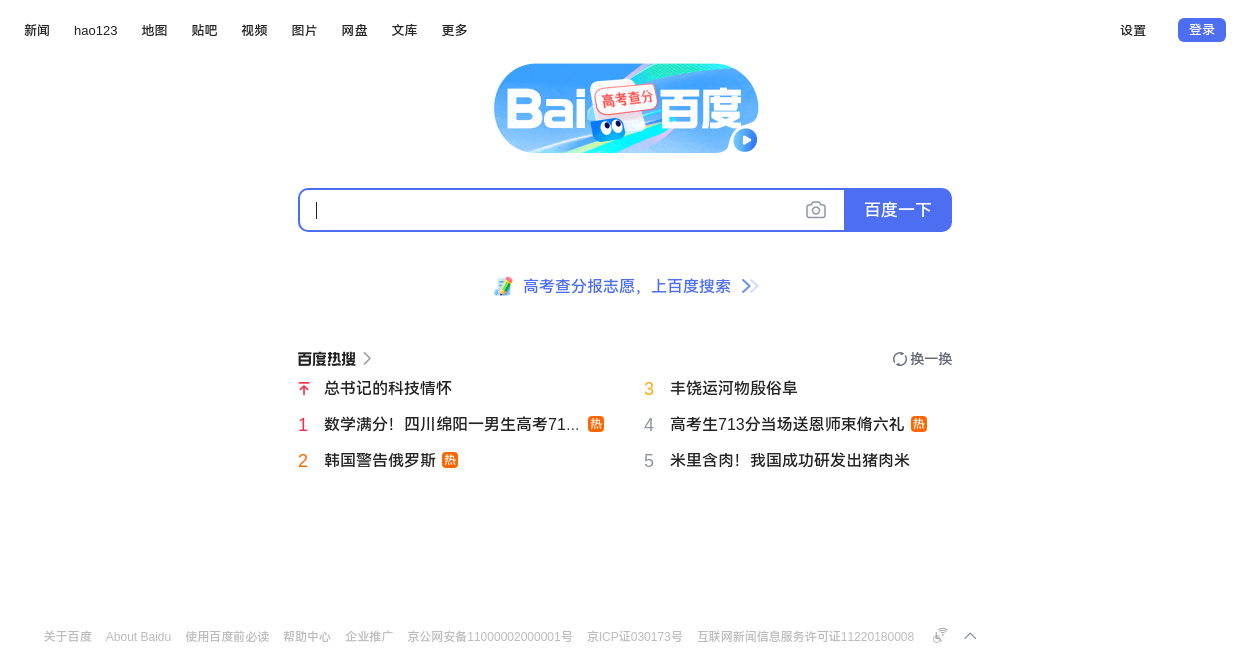 新闻 hao123 地图 贴吧 视频 图片 网盘 文库 更多 设置 登录
Bai 高考查分 百度
百度一下
高考查分报志愿，上百度搜索
百度热搜 换一换
总书记的科技情怀
1 数学满分！四川绵阳一男生高考71... 热
2 韩国警告俄罗斯 热
3 丰饶运河物殷俗阜
4 高考生713分当场送恩师束脩六礼 热
5 米里含肉！我国成功研发出猪肉米
关于百度 About Baidu 使用百度前必读 帮助中心 企业推广 京公网安备11000002000001号 京ICP证030173号 互联网新闻信息服务许可证11220180008